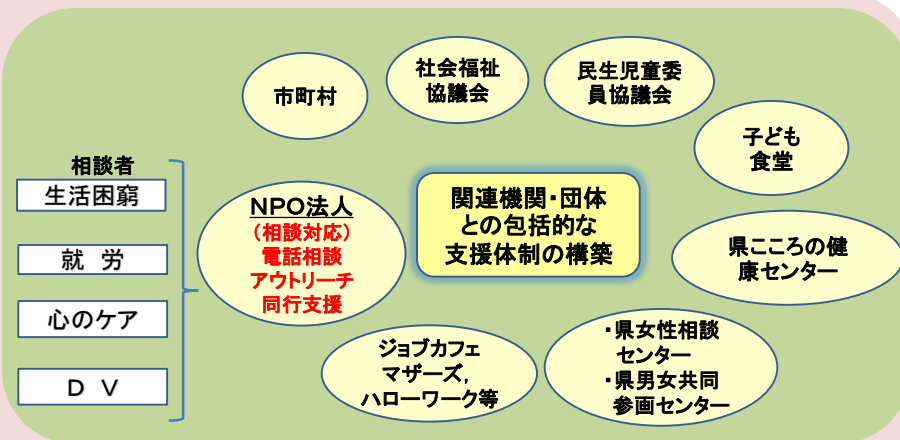 市町村
社会福祉
協議会
民生児童委
員協議会
子ども
食堂
相談者
生活困窮
就　労
心のケア
Ｄ　Ｖ
NPO法人
（相談対応）
電話相談
アウトリーチ
同行支援
関連機関・団体
との包括的な
支援体制の構築
県こころの健
康センター
ジョブカフェ
マザーズ，
ハローワーク等
・県女性相談
センター
・県男女共同
参画センター